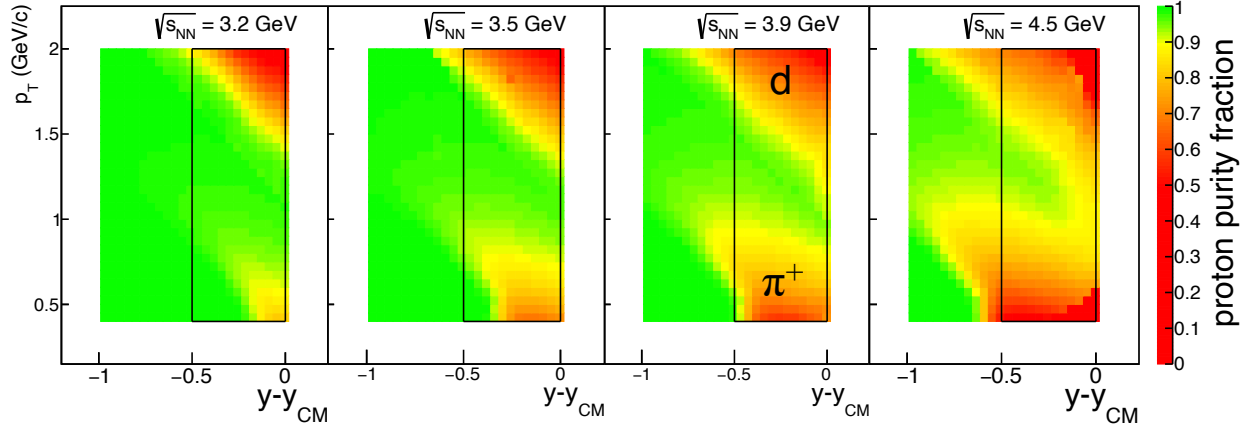 √s_NN = 3.2 GeV √s_NN = 3.5 GeV √s_NN = 3.9 GeV √s_NN = 4.5 GeV
p_T (GeV/c)
2
1.5
1
0.5
d
π⁺
−1 −0.5 0 −1 −0.5 0 −1 −0.5 0 −1 −0.5 0
y-y_CM y-y_CM y-y_CM y-y_CM
1
0.9
0.8
0.7
0.6
0.5
0.4
0.3
0.2
0.1
0
proton purity fraction